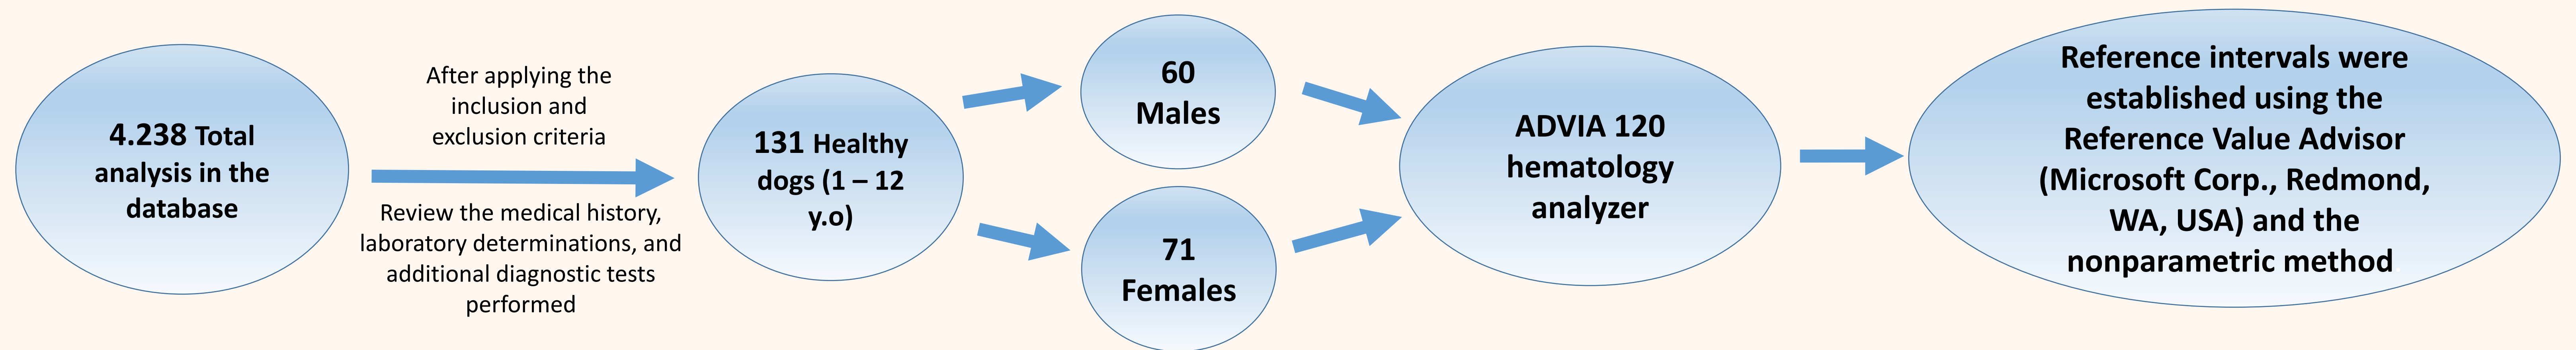 4.238 Total
analysis in the
database
After applying the
inclusion and
exclusion criteria
Review the medical history,
laboratory determinations, and
additional diagnostic tests
performed
131 Healthy
dogs (1 – 12
y.o)
60
Males
71
Females
ADVIA 120
hematology
analyzer
Reference intervals were
established using the
Reference Value Advisor
(Microsoft Corp., Redmond,
WA, USA) and the
nonparametric method.